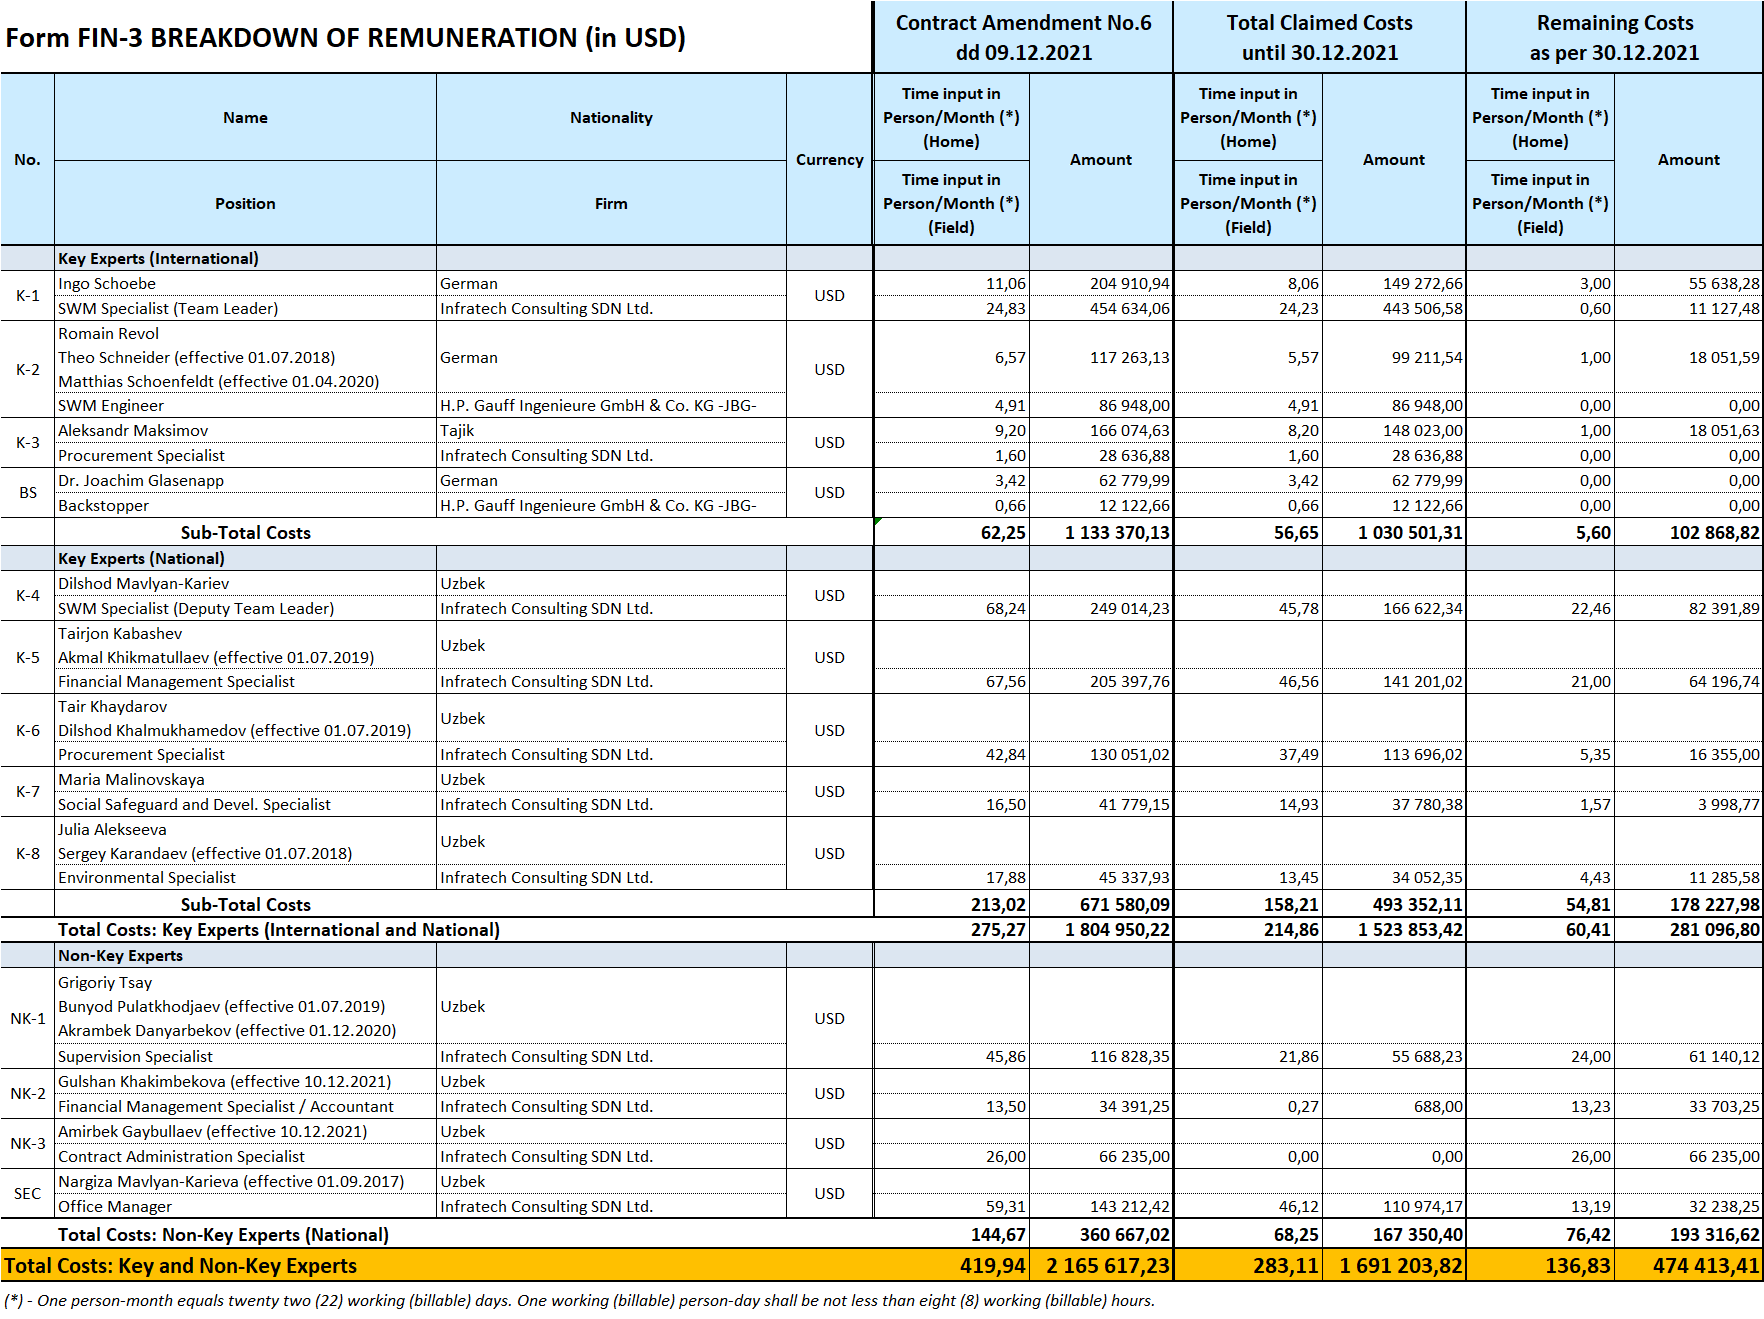 Form FIN-3 BREAKDOWN OF REMUNERATION (in USD)
Contract Amendment No.6
dd 09.12.2021
Total Claimed Costs
until 30.12.2021
Remaining Costs
as per 30.12.2021
No.
Name
Nationality
Currency
Time input in
Person/Month (*)
(Home)
Amount
Time input in
Person/Month (*)
(Home)
Amount
Time input in
Person/Month (*)
(Home)
Amount
Position
Firm
Time input in
Person/Month (*)
(Field)
Time input in
Person/Month (*)
(Field)
Time input in
Person/Month (*)
(Field)
Key Experts (International)
K-1
Ingo Schoebe German USD 11,06 204 910,94 8,06 149 272,66 3,00 55 638,28
SWM Specialist (Team Leader) Infratech Consulting SDN Ltd. 24,83 454 634,06 24,23 443 506,58 0,60 11 127,48
K-2
Romain Revol
Theo Schneider (effective 01.07.2018) German USD 6,57 117 263,13 5,57 99 211,54 1,00 18 051,59
Matthias Schoenfeldt (effective 01.04.2020)
SWM Engineer H.P. Gauff Ingenieure GmbH & Co. KG -JBG- 4,91 86 948,00 4,91 86 948,00 0,00 0,00
K-3
Aleksandr Maksimov Tajik USD 9,20 166 074,63 8,20 148 023,00 1,00 18 051,63
Procurement Specialist Infratech Consulting SDN Ltd. 1,60 28 636,88 1,60 28 636,88 0,00 0,00
BS
Dr. Joachim Glasenapp German USD 3,42 62 779,99 3,42 62 779,99 0,00 0,00
Backstopper H.P. Gauff Ingenieure GmbH & Co. KG -JBG- 0,66 12 122,66 0,66 12 122,66 0,00 0,00
Sub-Total Costs 62,25 1 133 370,13 56,65 1 030 501,31 5,60 102 868,82
Key Experts (National)
K-4
Dilshod Mavlyan-Kariev Uzbek USD
SWM Specialist (Deputy Team Leader) Infratech Consulting SDN Ltd. 68,24 249 014,23 45,78 166 622,34 22,46 82 391,89
K-5
Tairjon Kabashev
Uzbek USD
Akmal Khikmatullaev (effective 01.07.2019)
Financial Management Specialist Infratech Consulting SDN Ltd. 67,56 205 397,76 46,56 141 201,02 21,00 64 196,74
K-6
Tair Khaydarov
Uzbek USD
Dilshod Khalmukhamedov (effective 01.07.2019)
Procurement Specialist Infratech Consulting SDN Ltd. 42,84 130 051,02 37,49 113 696,02 5,35 16 355,00
K-7
Maria Malinovskaya Uzbek USD
Social Safeguard and Devel. Specialist Infratech Consulting SDN Ltd. 16,50 41 779,15 14,93 37 780,38 1,57 3 998,77
K-8
Julia Alekseeva
Uzbek USD
Sergey Karandaev (effective 01.07.2018)
Environmental Specialist Infratech Consulting SDN Ltd. 17,88 45 337,93 13,45 34 052,35 4,43 11 285,58
Sub-Total Costs 213,02 671 580,09 158,21 493 352,11 54,81 178 227,98
Total Costs: Key Experts (International and National) 275,27 1 804 950,22 214,86 1 523 853,42 60,41 281 096,80
Non-Key Experts
NK-1
Grigoriy Tsay
Bunyod Pulatkhodjaev (effective 01.07.2019) Uzbek USD
Akrambek Danyarbekov (effective 01.12.2020)
Supervision Specialist Infratech Consulting SDN Ltd. 45,86 116 828,35 21,86 55 688,23 24,00 61 140,12
NK-2
Gulshan Khakimbekova (effective 10.12.2021) Uzbek USD
Financial Management Specialist / Accountant Infratech Consulting SDN Ltd. 13,50 34 391,25 0,27 688,00 13,23 33 703,25
NK-3
Amirbek Gaybullaev (effective 10.12.2021) Uzbek USD
Contract Administration Specialist Infratech Consulting SDN Ltd. 26,00 66 235,00 0,00 0,00 26,00 66 235,00
SEC
Nargiza Mavlyan-Karieva (effective 01.09.2017) Uzbek USD
Office Manager Infratech Consulting SDN Ltd. 59,31 143 212,42 46,12 110 974,17 13,19 32 238,25
Total Costs: Non-Key Experts (National) 144,67 360 667,02 68,25 167 350,40 76,42 193 316,62
Total Costs: Key and Non-Key Experts 419,94 2 165 617,23 283,11 1 691 203,82 136,83 474 413,41
(*) - One person-month equals twenty two (22) working (billable) days. One working (billable) person-day shall be not less than eight (8) working (billable) hours.